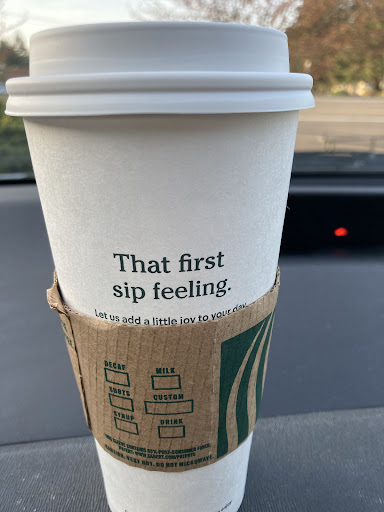 That first
sip feeling.
Let us add a little joy to your day.
DECAF
MILK
SHOTS
CUSTOM
SYRUP
DRINK